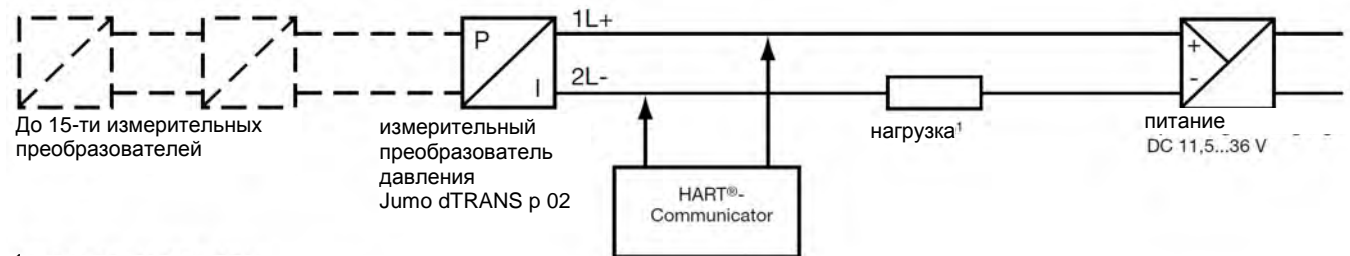 1L+
P
+
2L-
-
I
До 15-ти измерительных
преобразователей
измерительный
преобразователь
давления
Jumo dTRANS p 02
нагрузка¹
питание
DC 11,5...36 V
HART®-
Communicator